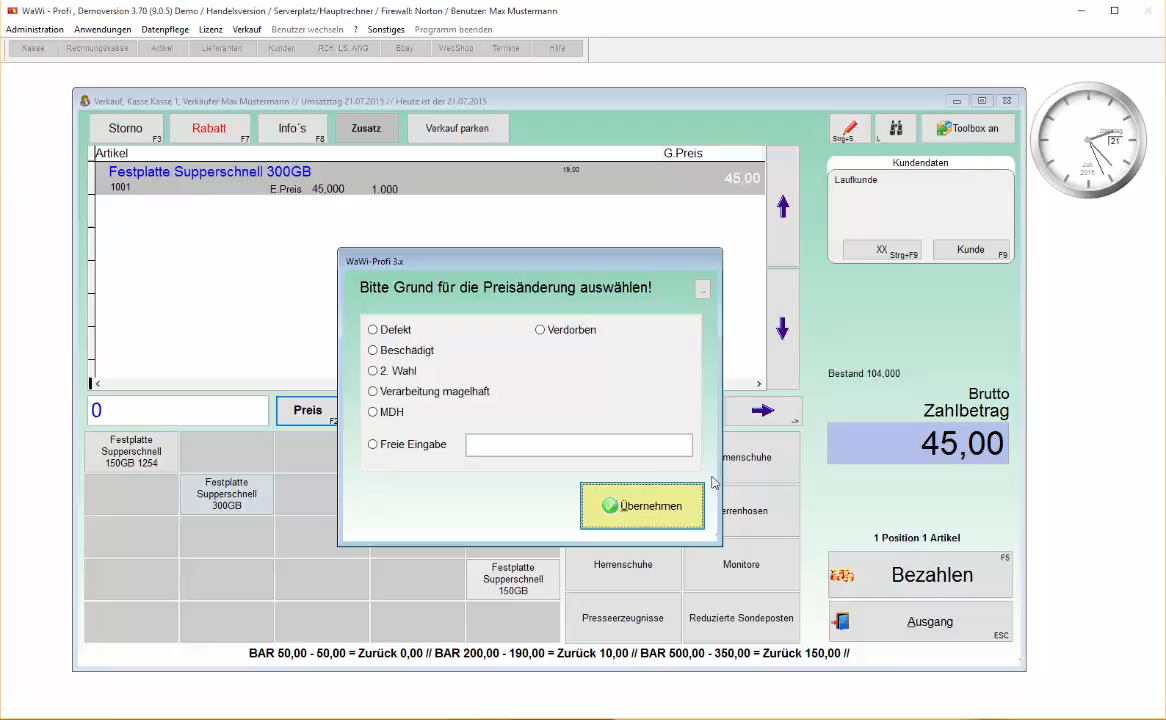 WaWi - Profi , Demoversion 3.70 (9.0.5) Demo / Handelsversion / Serverplatz/Hauptrechner / Firewall: Norton / Benutzer: Max Mustermann
Administration Anwendungen Datenpflege Lizenz Verkauf Benutzer wechseln ? Sonstiges Programm beenden
Kasse Rechnungskasse Artikel Lieferanten Kunden RCH, LS, ANG Ebay WebShop Termine Hilfe
Verkauf, Kasse Kasse 1, Verkäufer Max Mustermann // Umsatztag 21.07.2015 // Heute ist der 21.07.2015
Storno F3 Rabatt F7 Info´s F8 Zusatz Verkauf parken Strg+S L Toolbox an
Artikel G.Preis
Festplatte Supperschnell 300GB 19,00 45,00
1001 E.Preis 45,000 1.000
Kundendaten
Laufkunde
XX Strg+F9 Kunde F9
Dienstag
21
Juli
2015
WaWi-Profi 3.x
Bitte Grund für die Preisänderung auswählen!
...
Defekt Verdorben
Beschädigt
2. Wahl
Verarbeitung magelhaft
MDH
Freie Eingabe
Übernehmen
Bestand 104,000
Brutto
Zahlbetrag
45,00
0 Preis
Festplatte
Supperschnell
150GB 1254
Festplatte
Supperschnell
300GB
Festplatte
Supperschnell
150GB
Herrenschuhe Monitore
Presseerzeugnisse Reduzierte Sondeposten
1 Position 1 Artikel
Bezahlen F5
Ausgang ESC
BAR 50,00 - 50,00 = Zurück 0,00 // BAR 200,00 - 190,00 = Zurück 10,00 // BAR 500,00 - 350,00 = Zurück 150,00 //